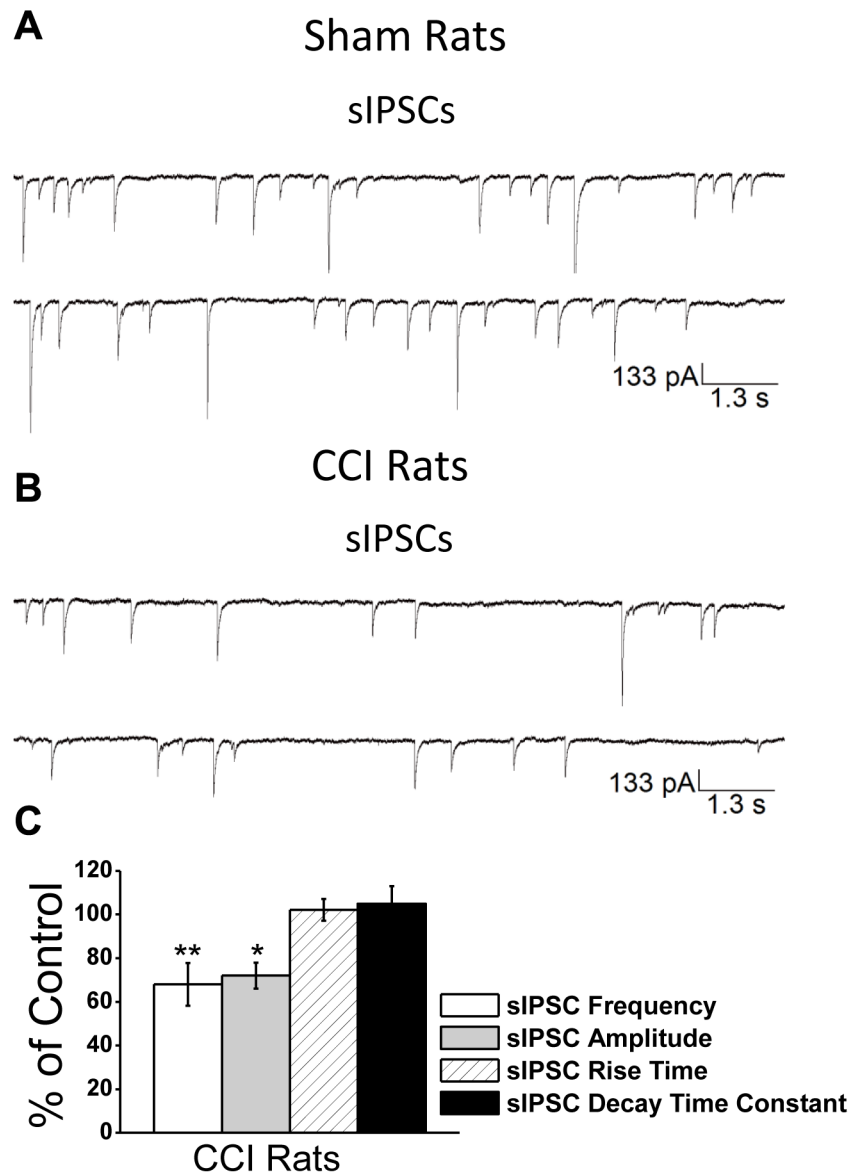 A
Sham Rats
sIPSCs
133 pA
1.3 s
CCI Rats
B
sIPSCs
133 pA
1.3 s
C
120
100
80
60
40
20
0
% of Control
**
*
sIPSC Frequency
sIPSC Amplitude
sIPSC Rise Time
sIPSC Decay Time Constant
CCI Rats